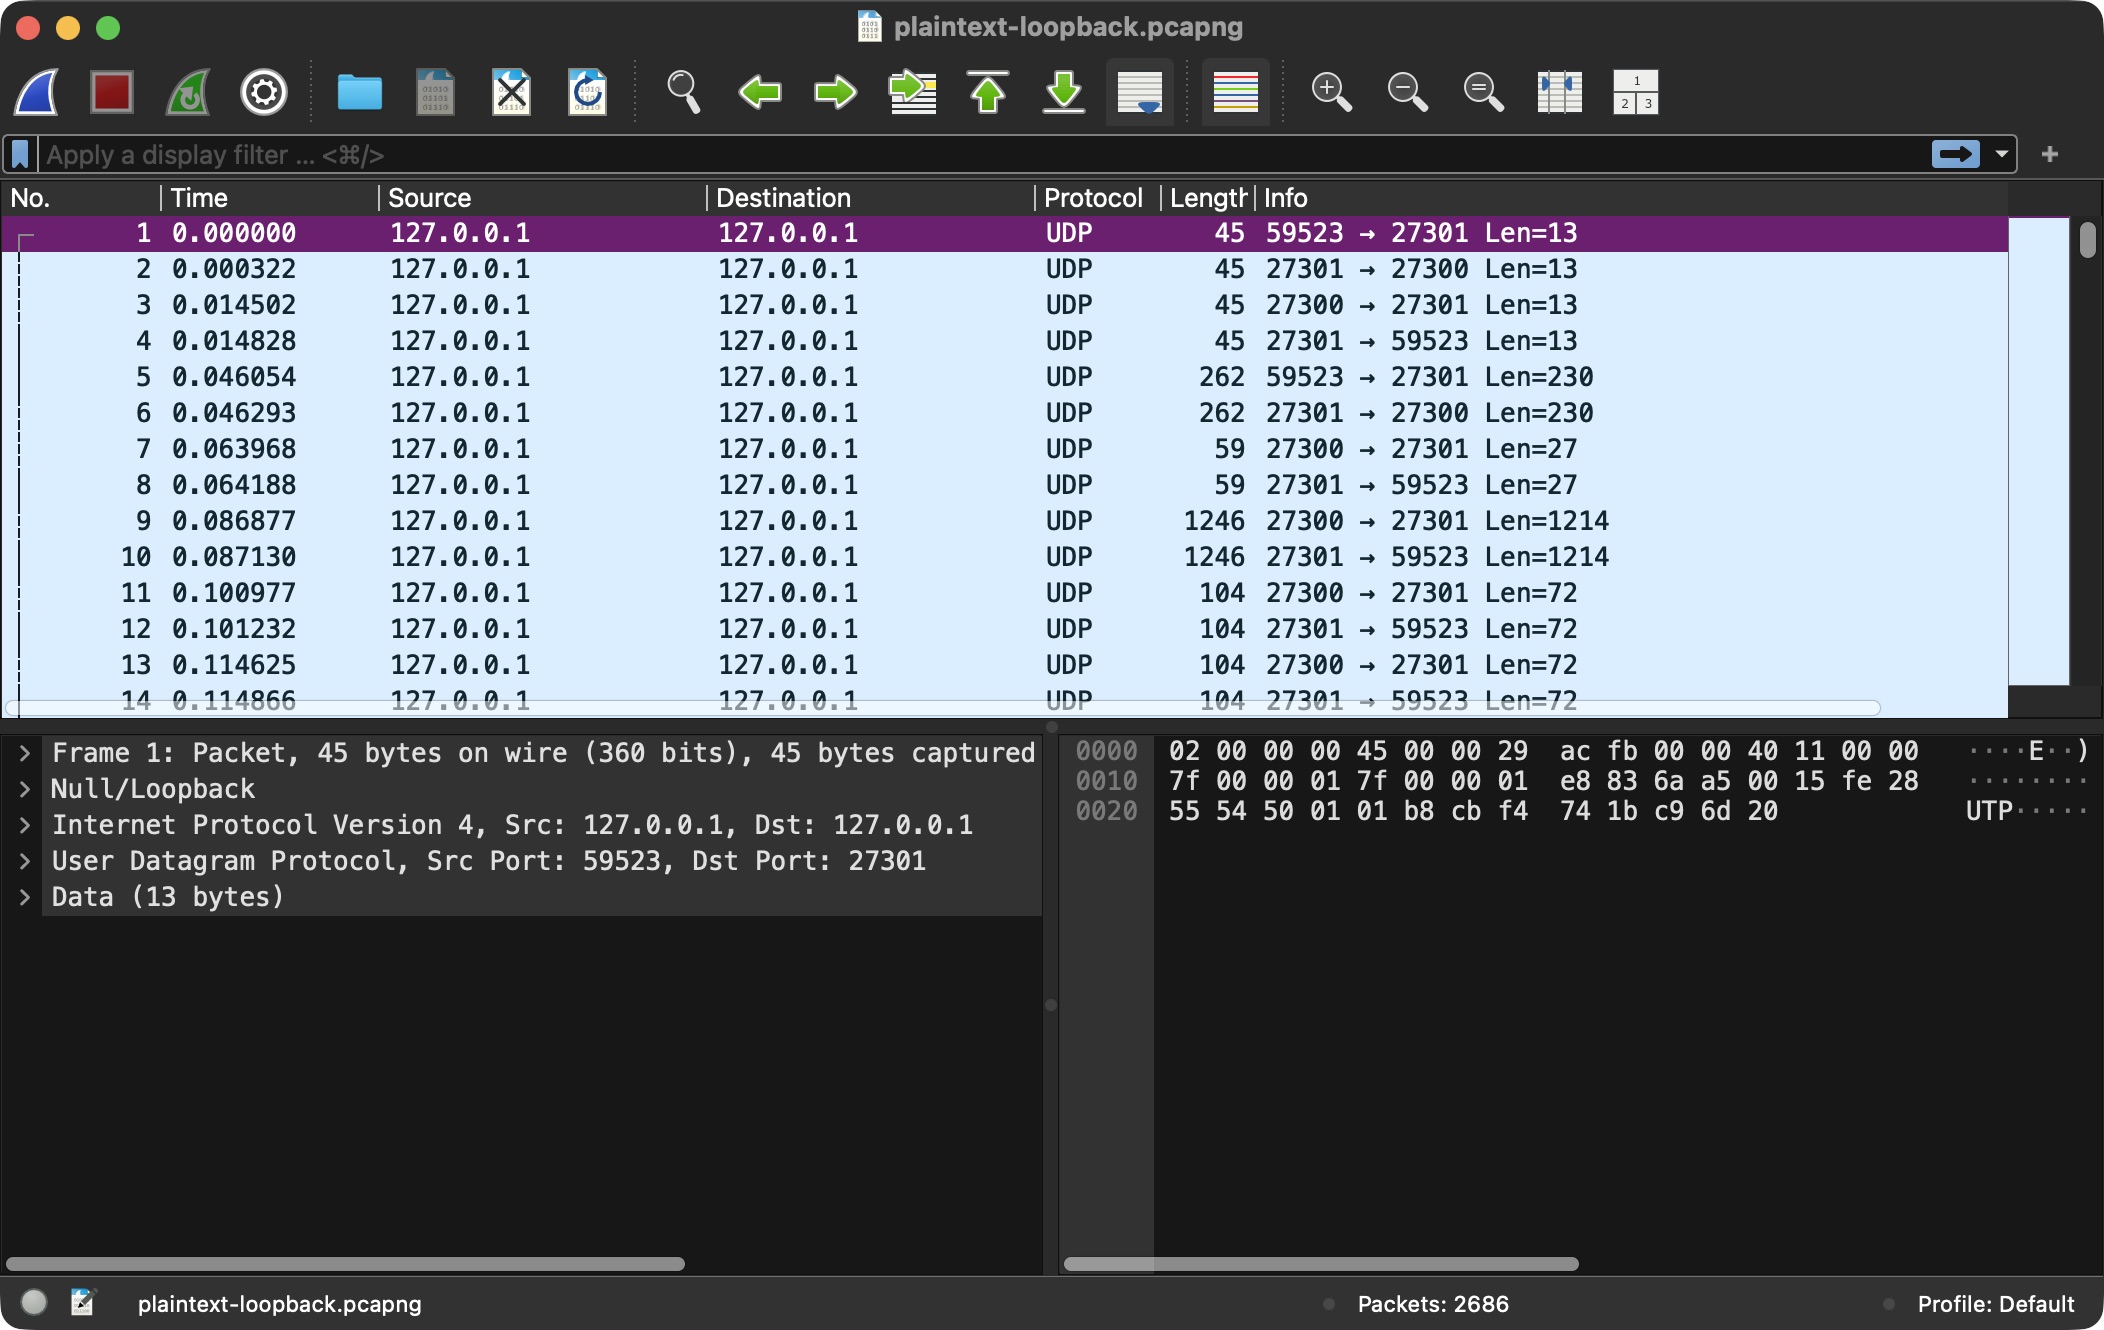 plaintext-loopback.pcapng
Apply a display filter ... <⌘/>
No. Time Source Destination Protocol Length Info
1 0.000000 127.0.0.1 127.0.0.1 UDP 45 59523 → 27301 Len=13
2 0.000322 127.0.0.1 127.0.0.1 UDP 45 27301 → 27300 Len=13
3 0.014502 127.0.0.1 127.0.0.1 UDP 45 27300 → 27301 Len=13
4 0.014828 127.0.0.1 127.0.0.1 UDP 45 27301 → 59523 Len=13
5 0.046054 127.0.0.1 127.0.0.1 UDP 262 59523 → 27301 Len=230
6 0.046293 127.0.0.1 127.0.0.1 UDP 262 27301 → 27300 Len=230
7 0.063968 127.0.0.1 127.0.0.1 UDP 59 27300 → 27301 Len=27
8 0.064188 127.0.0.1 127.0.0.1 UDP 59 27301 → 59523 Len=27
9 0.086877 127.0.0.1 127.0.0.1 UDP 1246 27300 → 27301 Len=1214
10 0.087130 127.0.0.1 127.0.0.1 UDP 1246 27301 → 59523 Len=1214
11 0.100977 127.0.0.1 127.0.0.1 UDP 104 27300 → 27301 Len=72
12 0.101232 127.0.0.1 127.0.0.1 UDP 104 27301 → 59523 Len=72
13 0.114625 127.0.0.1 127.0.0.1 UDP 104 27300 → 27301 Len=72
14 0.114866 127.0.0.1 127.0.0.1 UDP 104 27301 → 59523 Len=72
Frame 1: Packet, 45 bytes on wire (360 bits), 45 bytes captured
Null/Loopback
Internet Protocol Version 4, Src: 127.0.0.1, Dst: 127.0.0.1
User Datagram Protocol, Src Port: 59523, Dst Port: 27301
Data (13 bytes)
0000 02 00 00 00 45 00 00 29 ac fb 00 00 40 11 00 00 ····E··)
0010 7f 00 00 01 7f 00 00 01 e8 83 6a a5 00 15 fe 28 ········
0020 55 54 50 01 01 b8 cb f4 74 1b c9 6d 20 UTP·····
plaintext-loopback.pcapng
Packets: 2686
Profile: Default